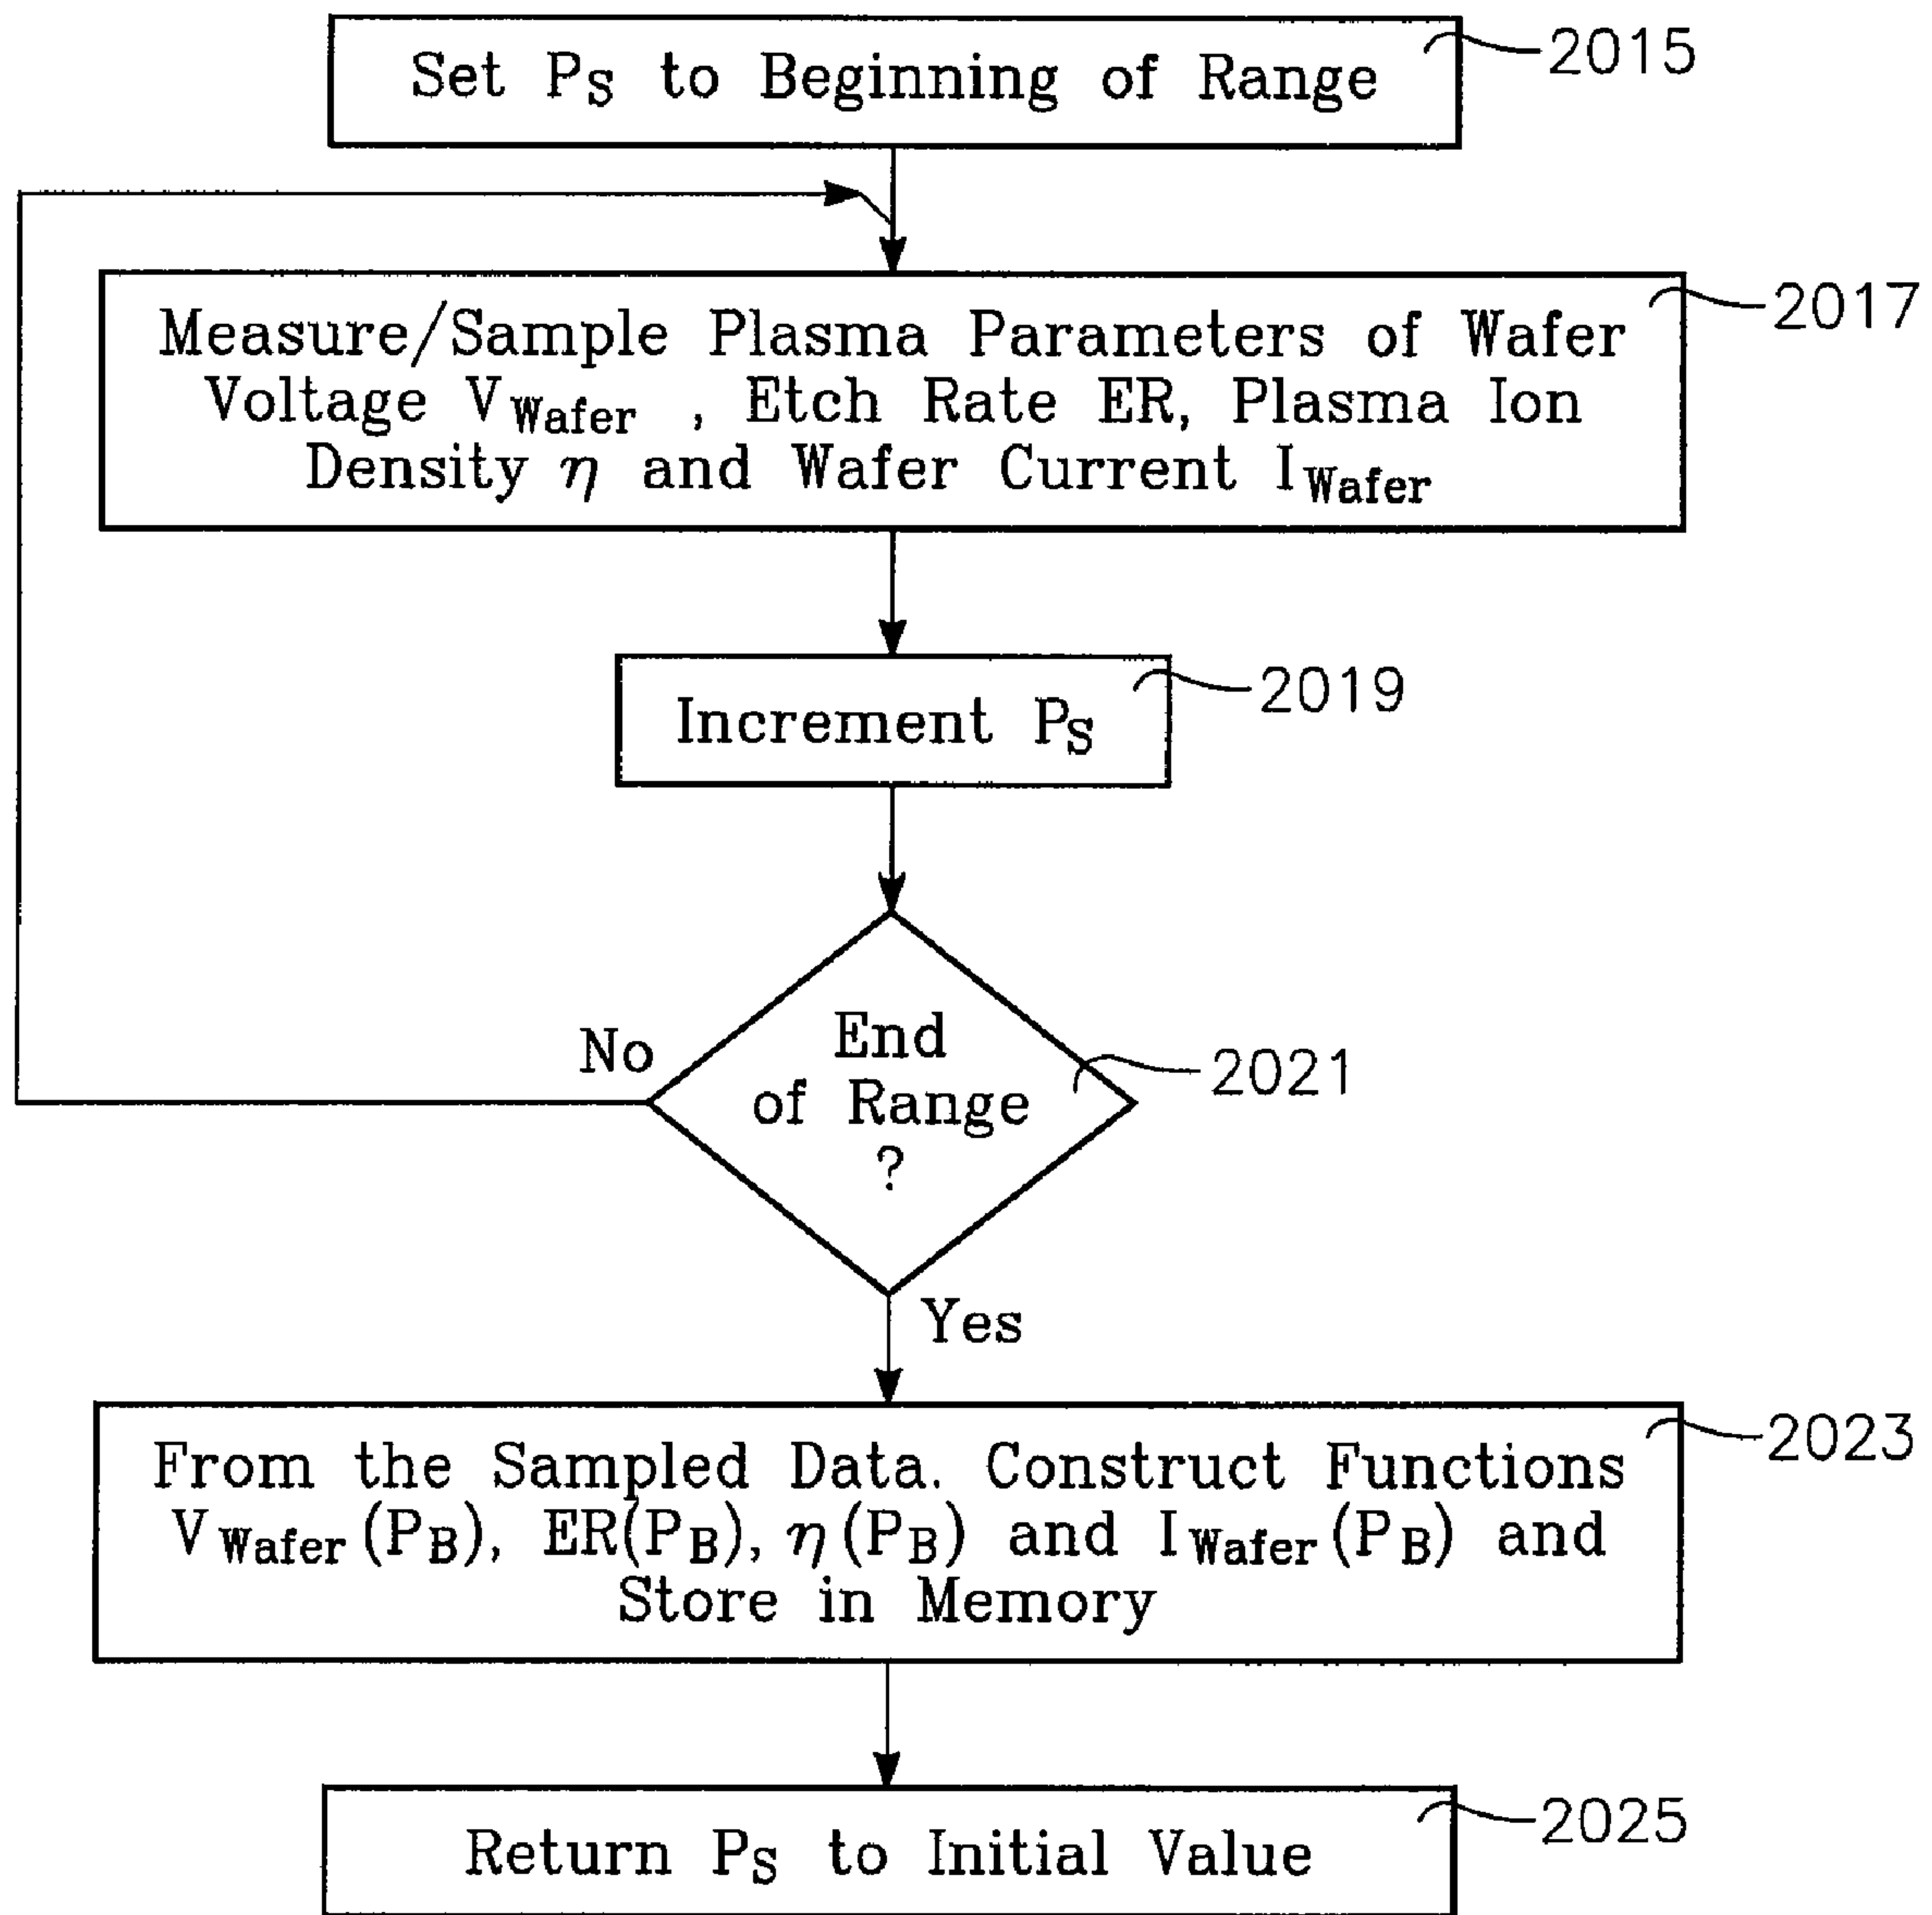 Set PS to Beginning of Range
2015
Measure/Sample Plasma Parameters of Wafer
Voltage VWafer , Etch Rate ER, Plasma Ion
Density η and Wafer Current IWafer
2017
Increment PS
2019
End
of Range
?
2021
No
Yes
From the Sampled Data. Construct Functions
VWafer(PB), ER(PB), η(PB) and IWafer(PB) and
Store in Memory
2023
Return PS to Initial Value
2025